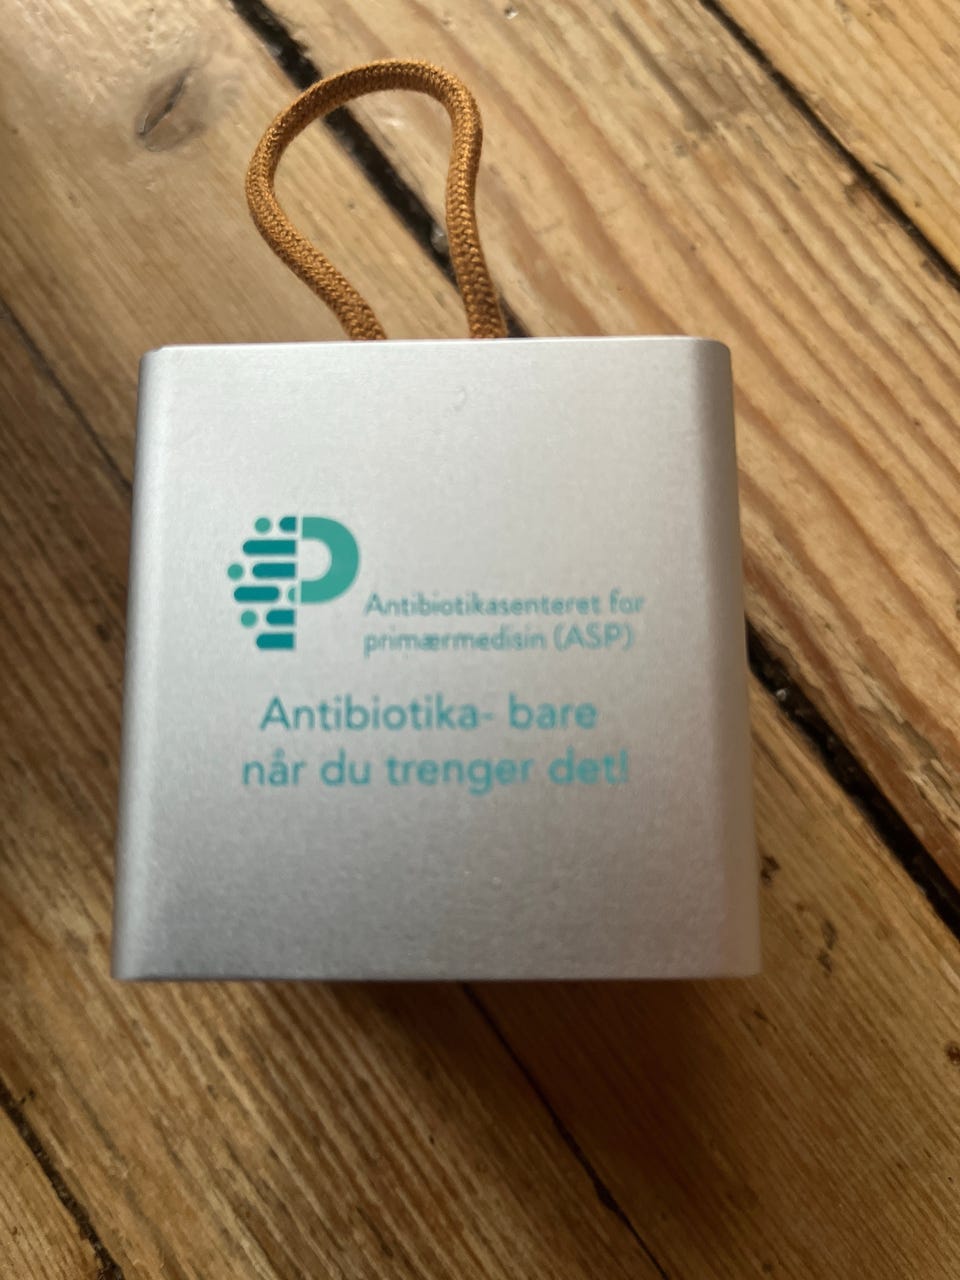 Antibiotikasenteret for
primærmedisin (ASP)
Antibiotika- bare
når du trenger det!